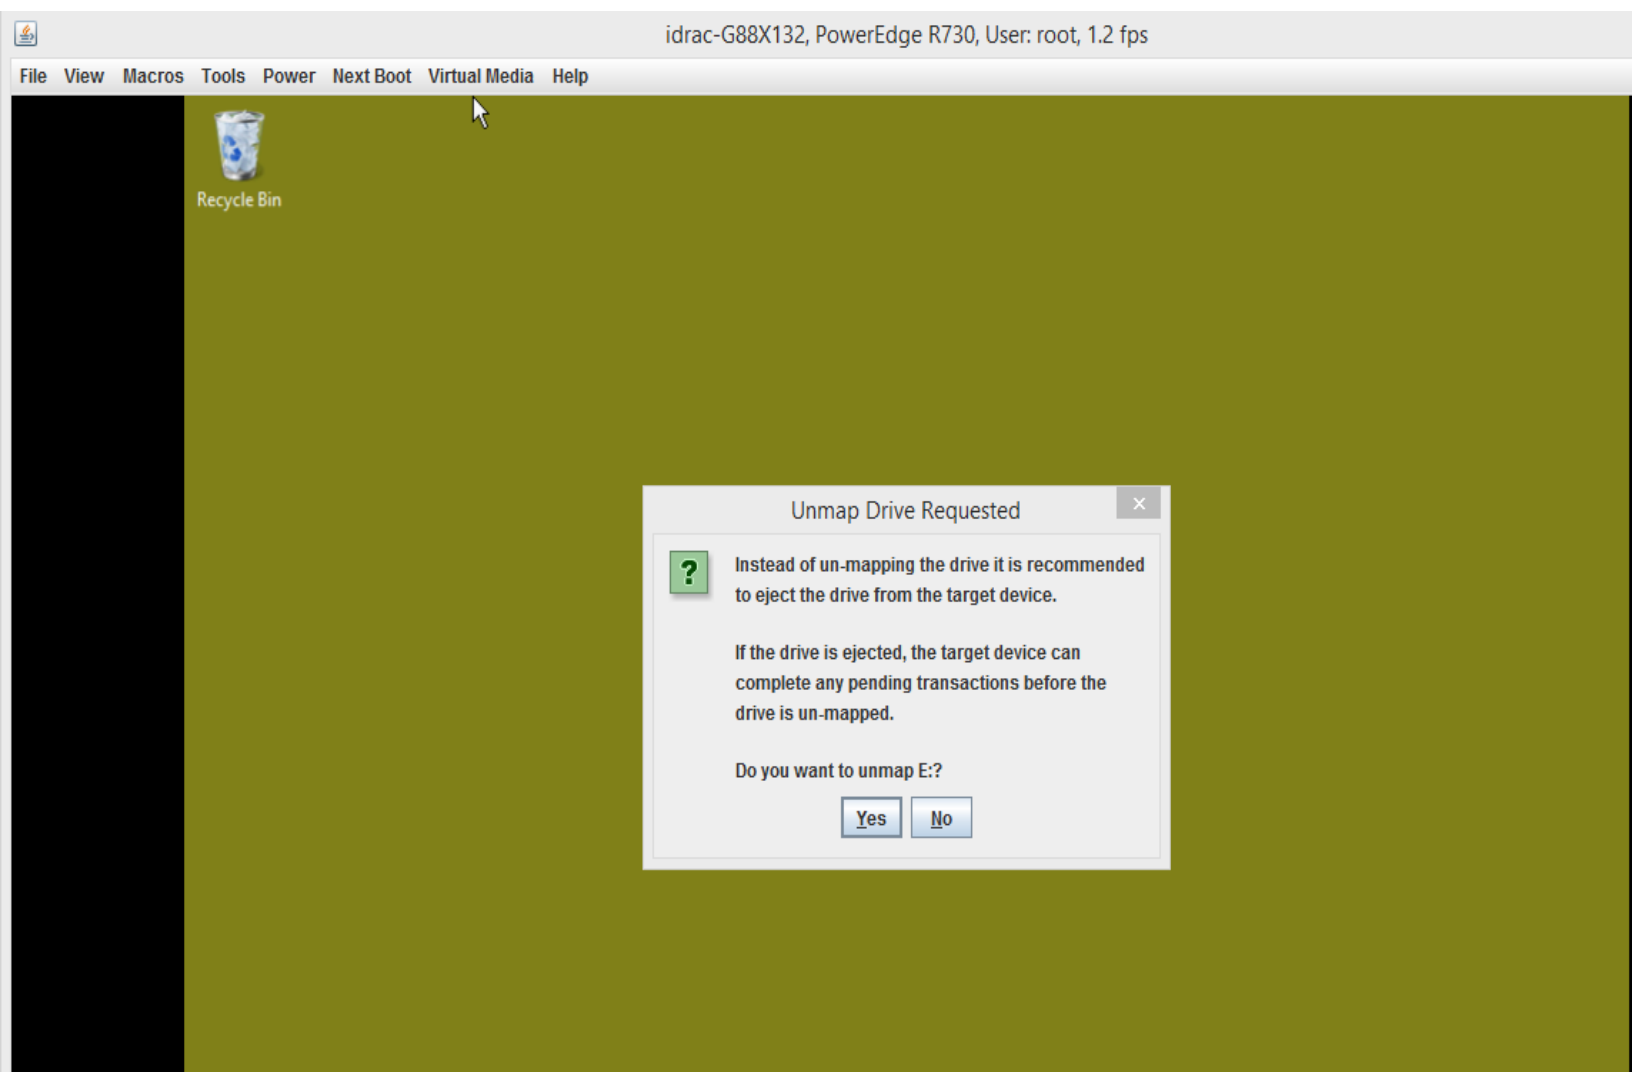 idrac-G88X132, PowerEdge R730, User: root, 1.2 fps
File View Macros Tools Power Next Boot Virtual Media Help
Recycle Bin
Unmap Drive Requested
x
?
Instead of un-mapping the drive it is recommended
to eject the drive from the target device.
If the drive is ejected, the target device can
complete any pending transactions before the
drive is un-mapped.
Do you want to unmap E:?
Yes No